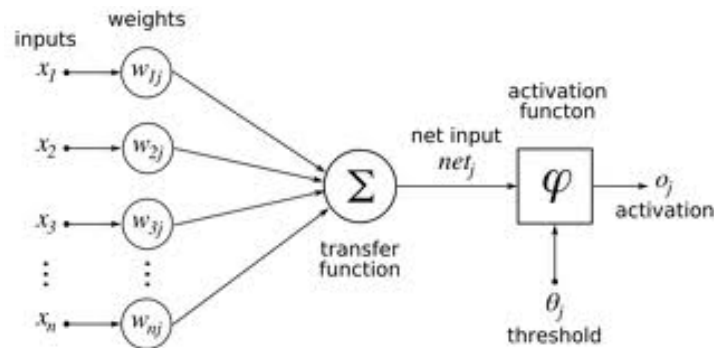 weights
inputs
x₁
w₁ⱼ
activation
functon
x₂
w₂ⱼ
net input
netⱼ
Σ
φ
oⱼ
activation
x₃
w₃ⱼ
transfer
function
θⱼ
threshold
xₙ
wₙⱼ